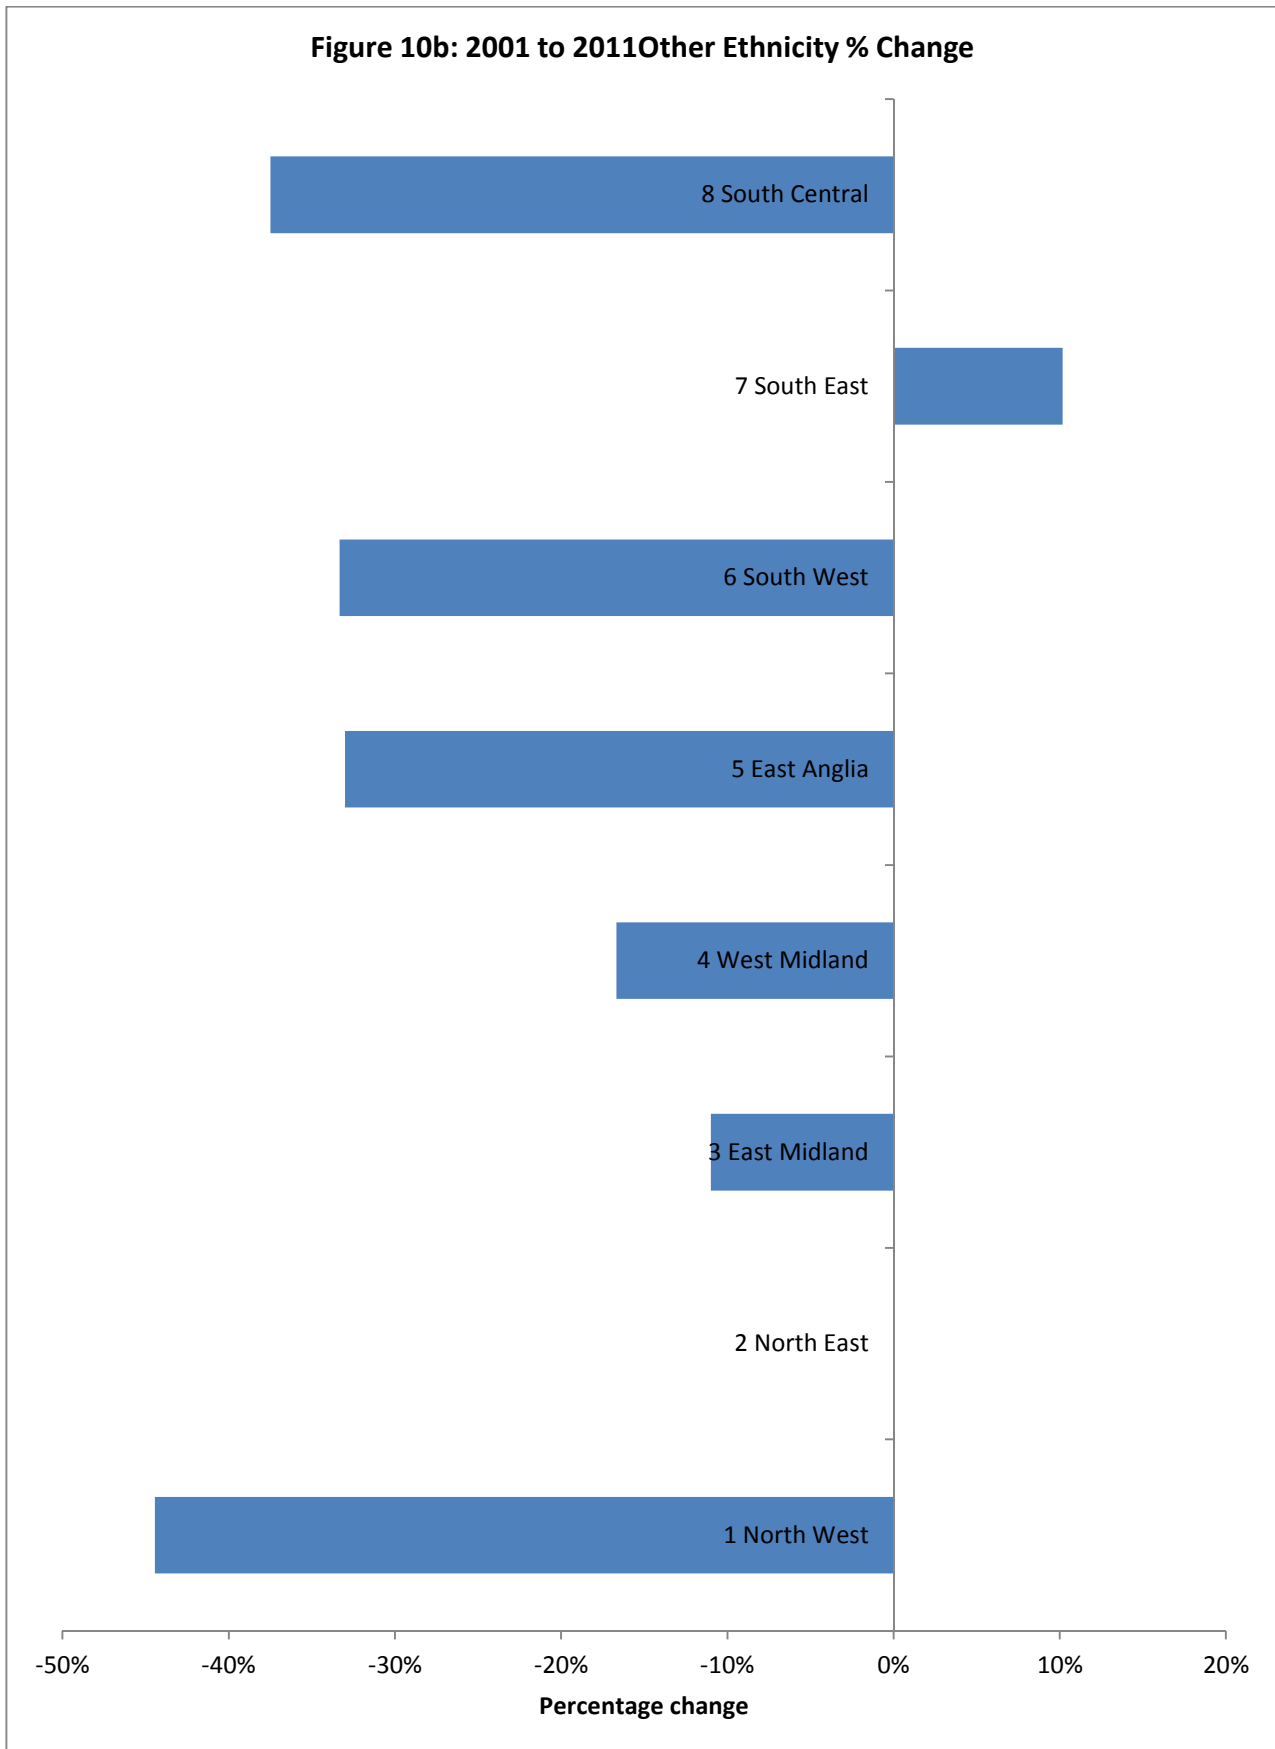 Figure 10b: 2001 to 2011Other Ethnicity % Change
8 South Central
7 South East
6 South West
5 East Anglia
4 West Midland
3 East Midland
2 North East
1 North West
-50% -40% -30% -20% -10% 0% 10% 20%
Percentage change